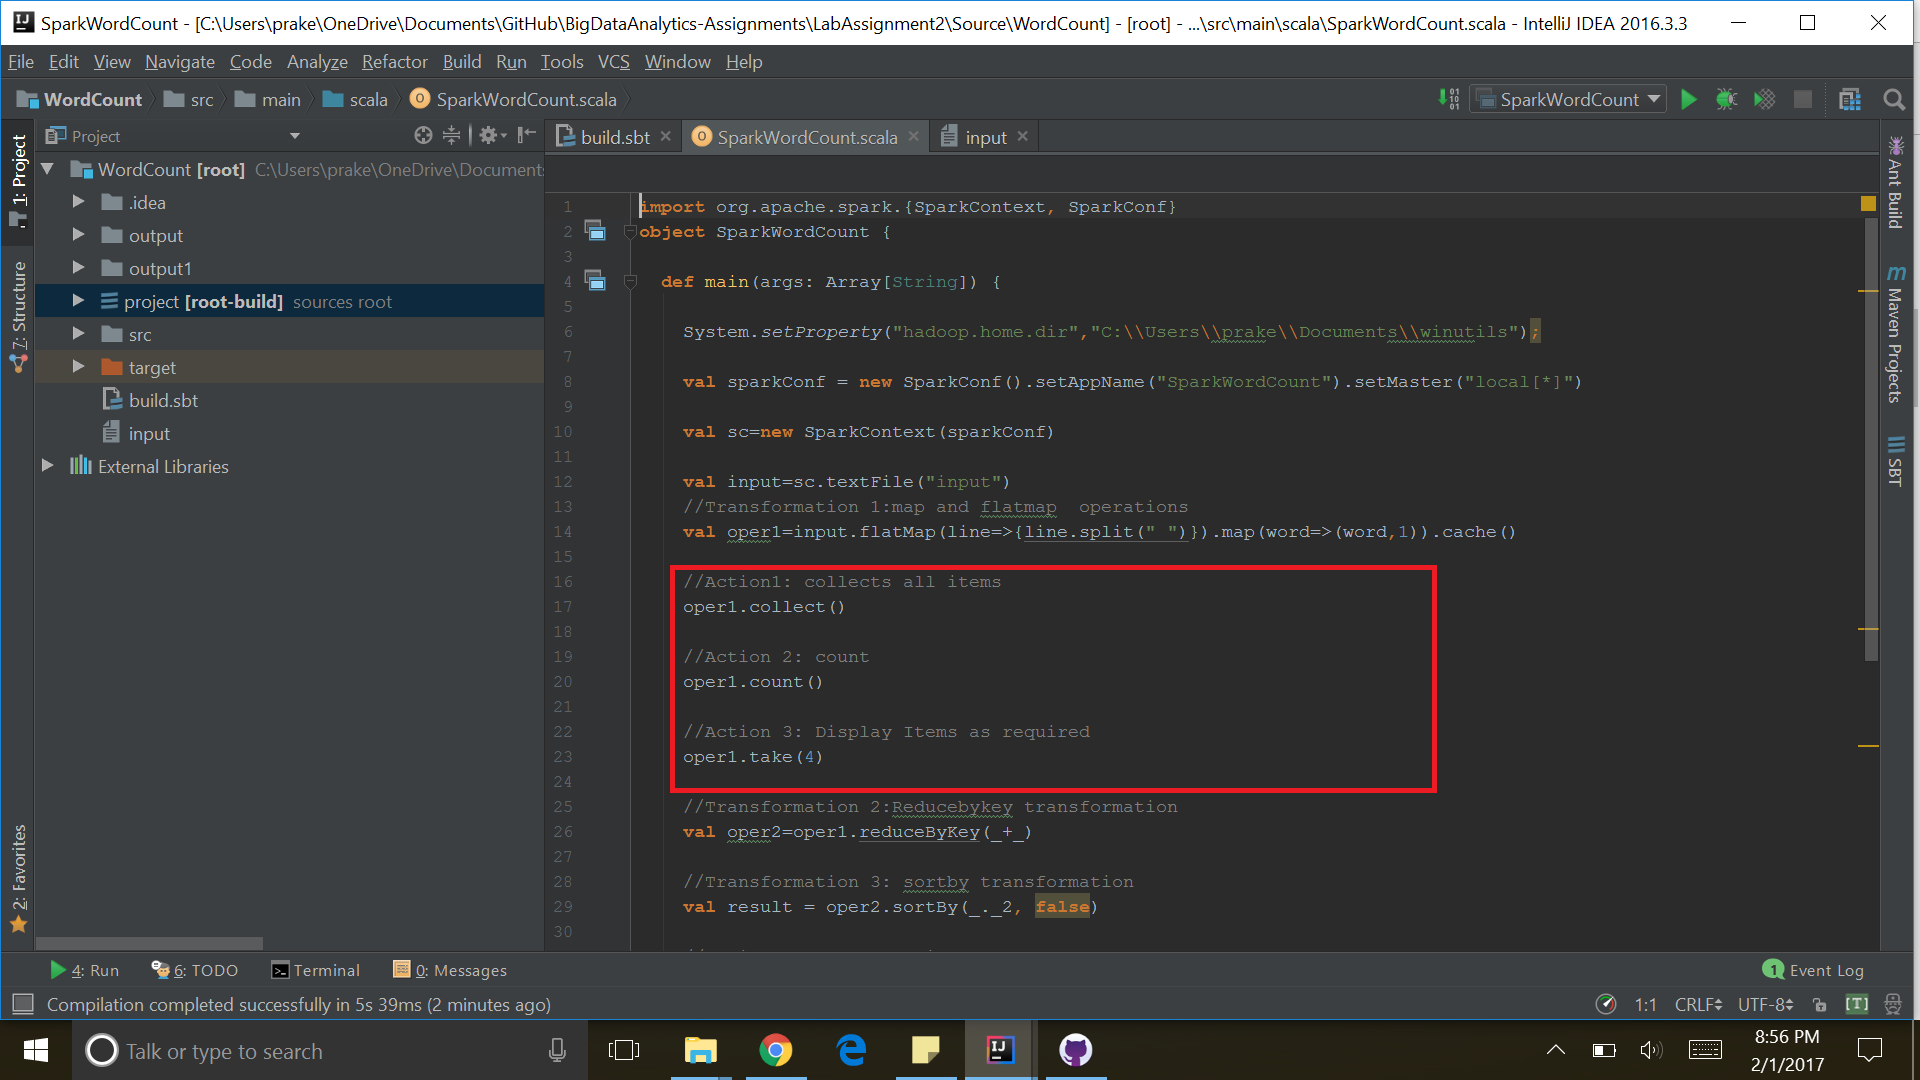 SparkWordCount - [C:\Users\prake\OneDrive\Documents\GitHub\BigDataAnalytics-Assignments\LabAssignment2\Source\WordCount] - [root] - ...\src\main\scala\SparkWordCount.scala - IntelliJ IDEA 2016.3.3
File Edit View Navigate Code Analyze Refactor Build Run Tools VCS Window Help
WordCount src main scala SparkWordCount.scala
SparkWordCount
Project
build.sbt SparkWordCount.scala input
1: Project
7: Structure
2: Favorites
WordCount [root] C:\Users\prake\OneDrive\Document
.idea
output
output1
project [root-build] sources root
src
target
build.sbt
input
External Libraries
1 import org.apache.spark.{SparkContext, SparkConf}
2 object SparkWordCount {
3
4 def main(args: Array[String]) {
5
6 System.setProperty("hadoop.home.dir","C:\\Users\\prake\\Documents\\winutils");
7
8 val sparkConf = new SparkConf().setAppName("SparkWordCount").setMaster("local[*]")
9
10 val sc=new SparkContext(sparkConf)
11
12 val input=sc.textFile("input")
13 //Transformation 1:map and flatmap  operations
14 val oper1=input.flatMap(line=>{line.split(" ")}).map(word=>(word,1)).cache()
15
16 //Action1: collects all items
17 oper1.collect()
18
19 //Action 2: count
20 oper1.count()
21
22 //Action 3: Display Items as required
23 oper1.take(4)
24
25 //Transformation 2:Reducebykey transformation
26 val oper2=oper1.reduceByKey(_+_)
27
28 //Transformation 3: sortby transformation
29 val result = oper2.sortBy(_._2, false)
30
Ant Build
m Maven Projects
SBT
4: Run 6: TODO Terminal 0: Messages
1 Event Log
Compilation completed successfully in 5s 39ms (2 minutes ago)
1:1 CRLF UTF-8 [T]
Talk or type to search
8:56 PM
2/1/2017